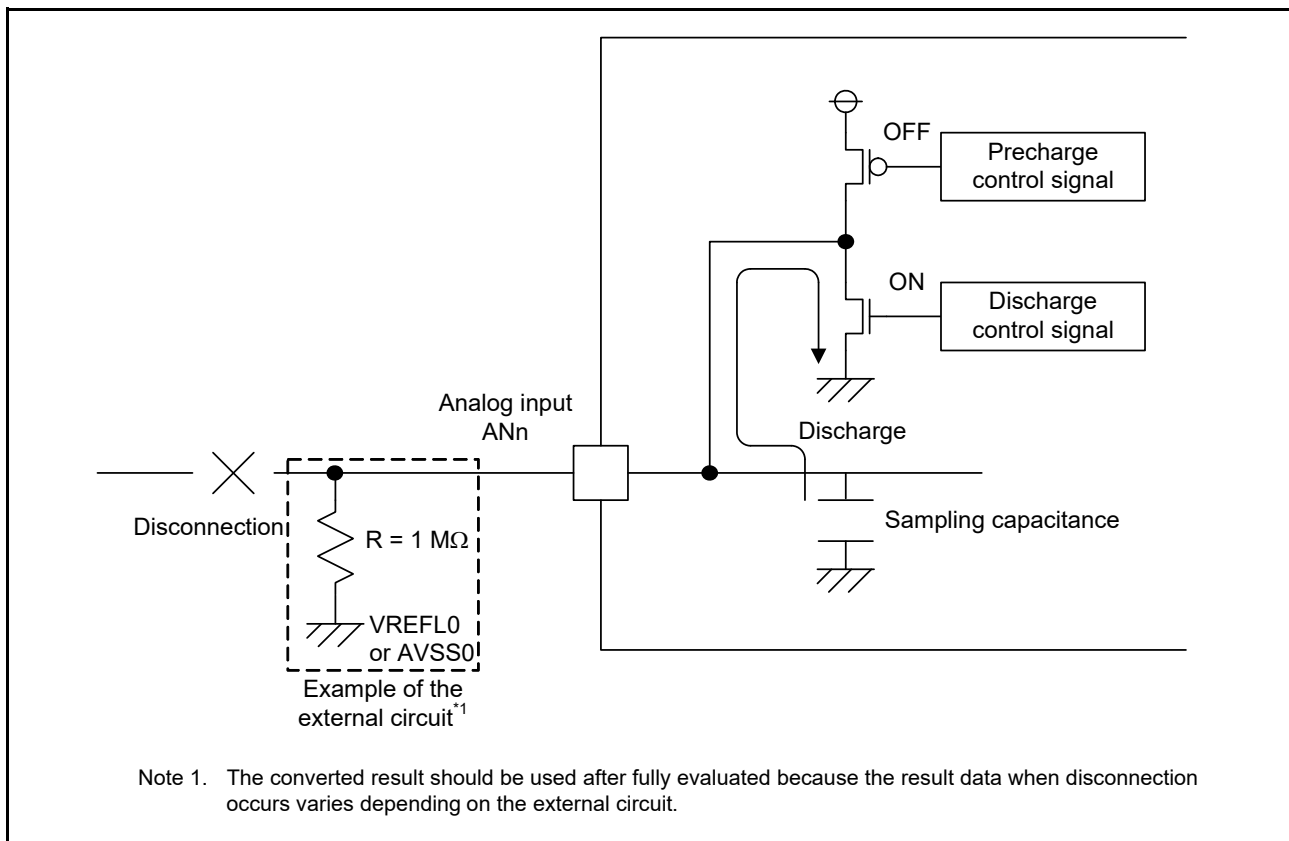 OFF
Precharge
control signal
ON
Discharge
control signal
Analog input
ANn
Discharge
Disconnection
R = 1 MΩ
Sampling capacitance
VREFL0
or AVSS0
Example of the
external circuit*1
Note 1. The converted result should be used after fully evaluated because the result data when disconnection
occurs varies depending on the external circuit.